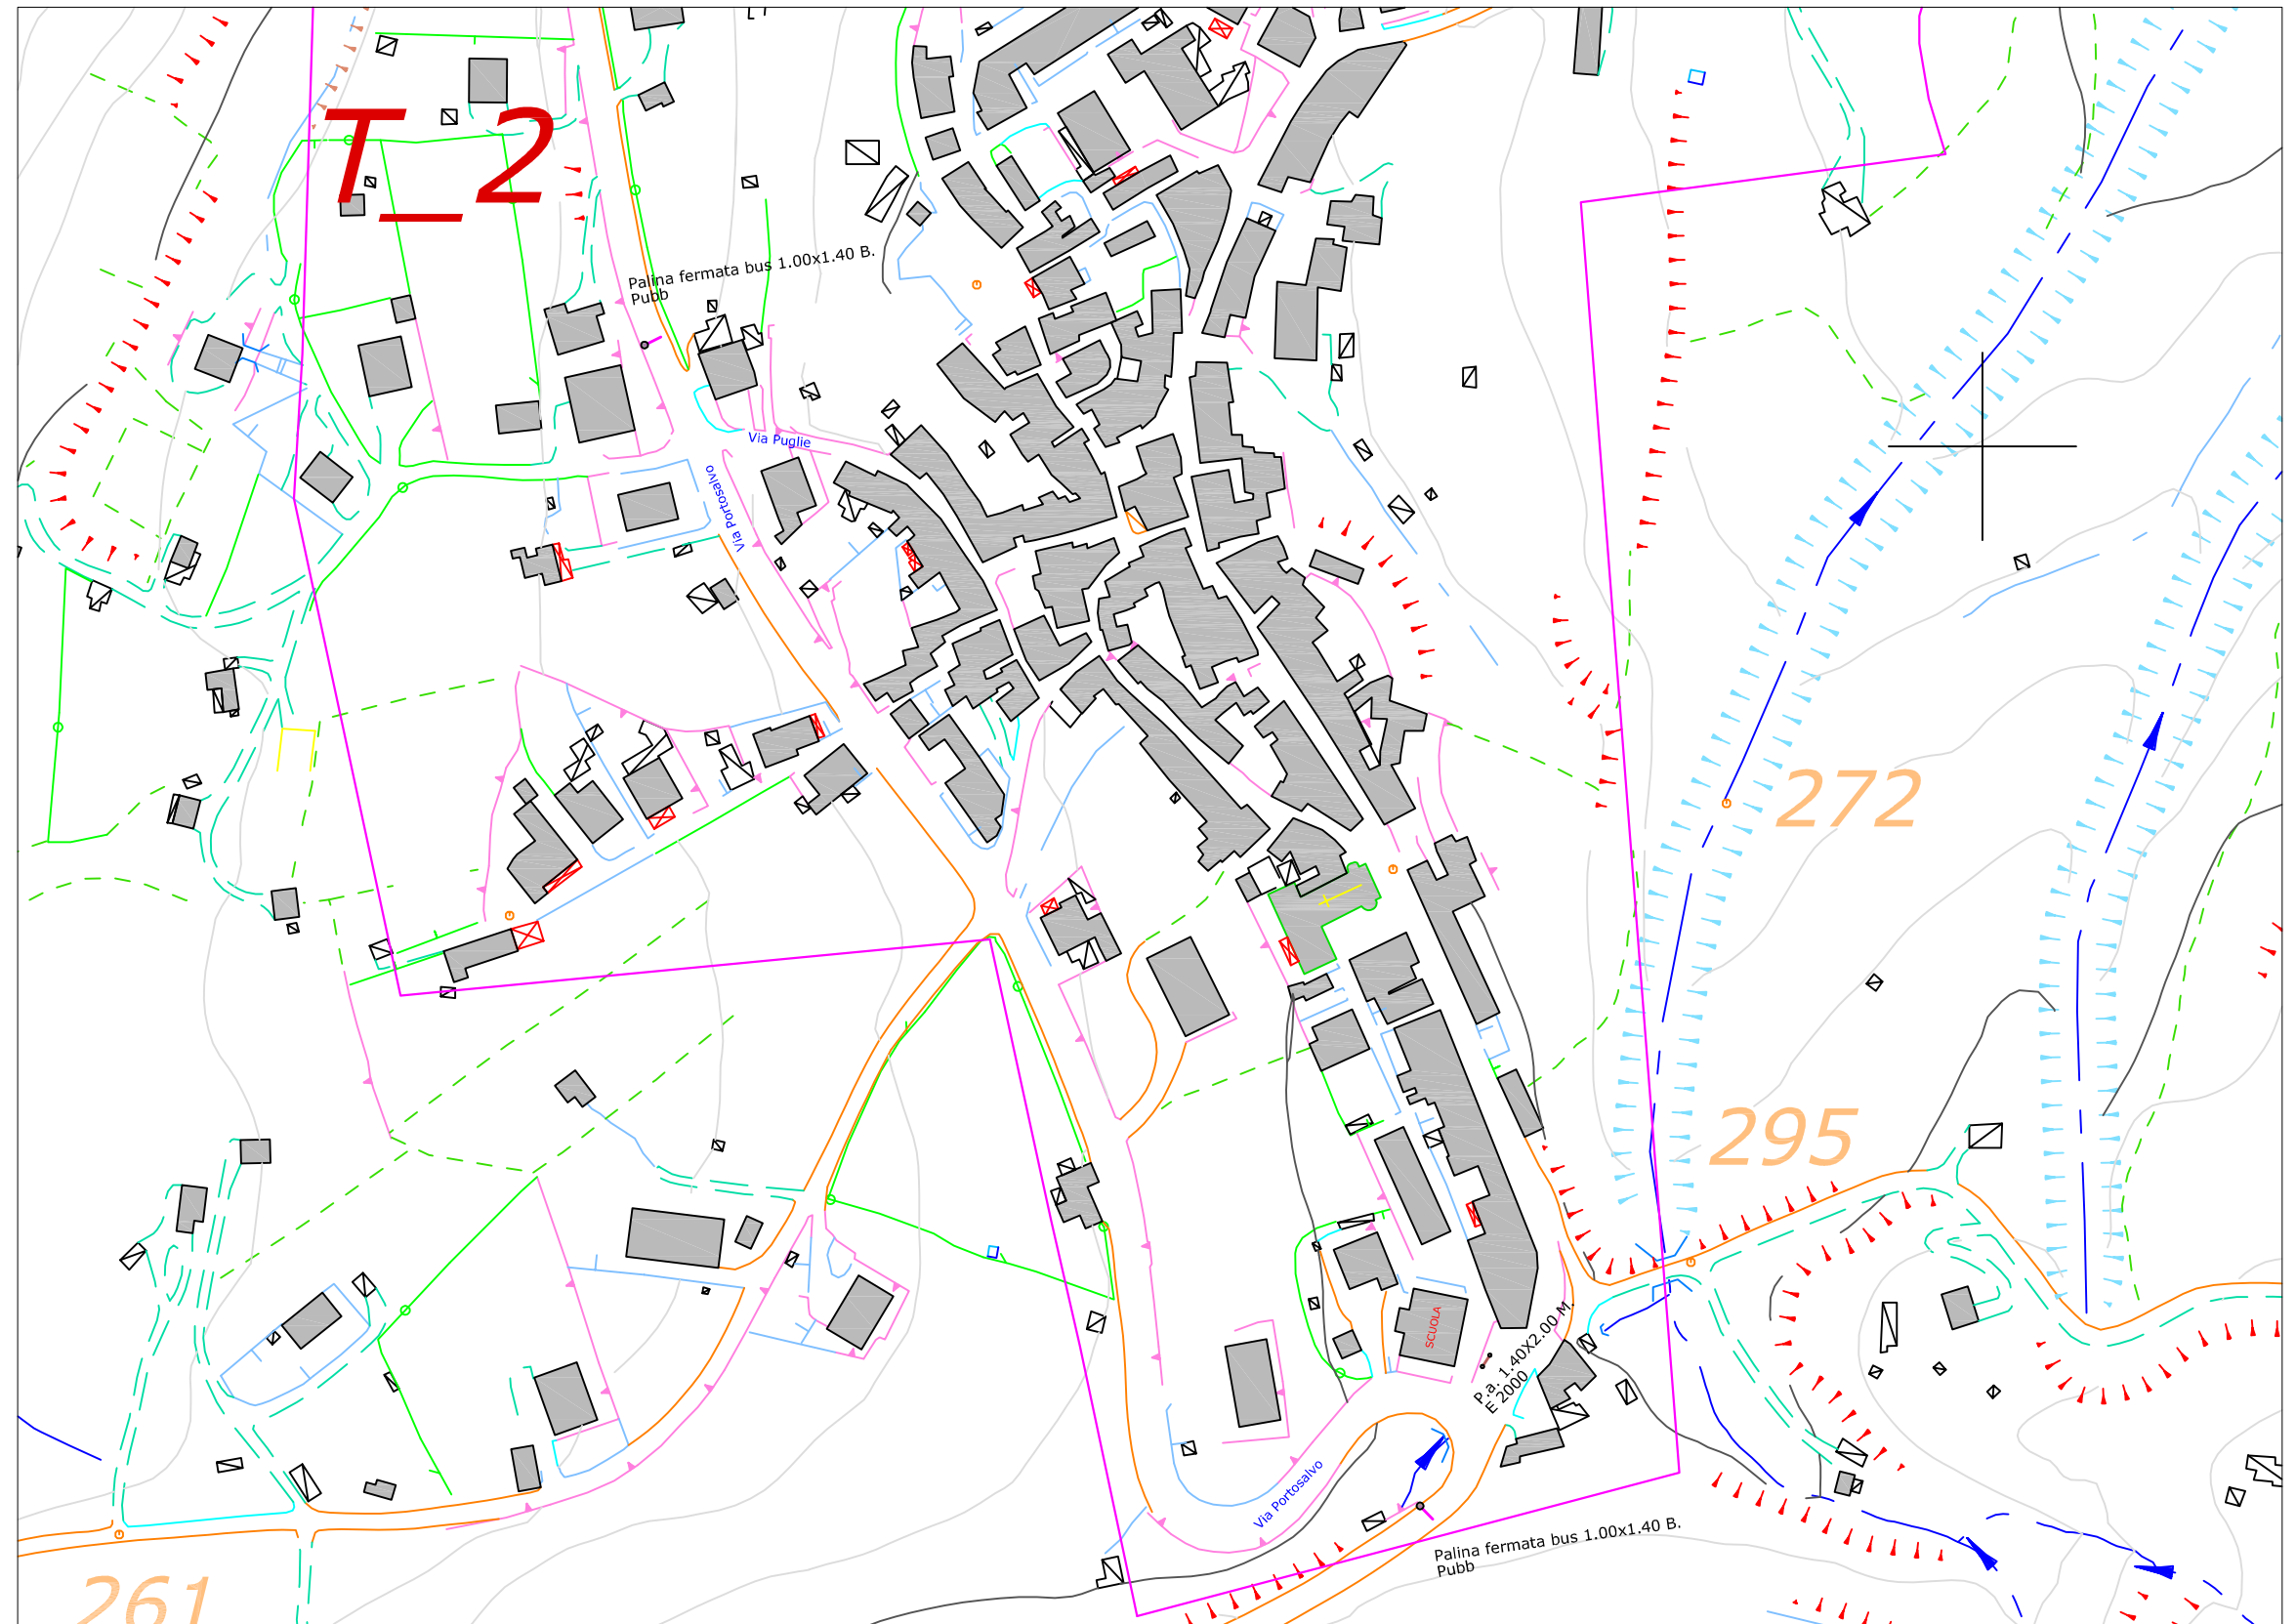 T_2
Palina fermata bus 1.00x1.40 B.
Pubb
Via Puglie
Via Portosalvo
272
295
SCUOLA
P.a. 1.40X2.00 M.
E 2000
Via Portosalvo
Palina fermata bus 1.00x1.40 B.
Pubb
261